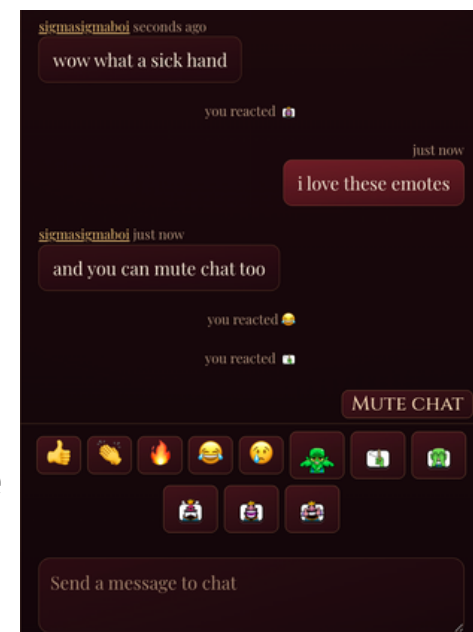 sigmasigmaboi seconds ago
wow what a sick hand
you reacted
just now
i love these emotes
sigmasigmaboi just now
and you can mute chat too
you reacted 😂
you reacted
MUTE CHAT
Send a message to chat